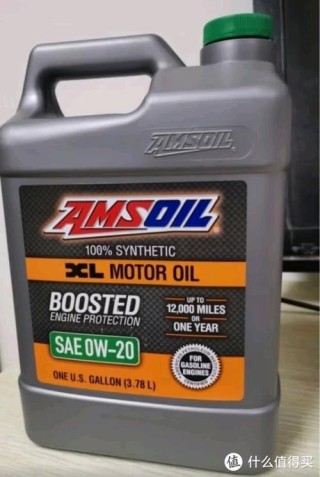 AMSOIL
AMSOIL
100% SYNTHETIC
XL MOTOR OIL
BOOSTED
ENGINE PROTECTION
UP TO
12,000 MILES
OR
ONE YEAR
SAE 0W-20
FOR
GASOLINE
ENGINES
ONE U.S. GALLON (3.78 L)
值 什么值得买